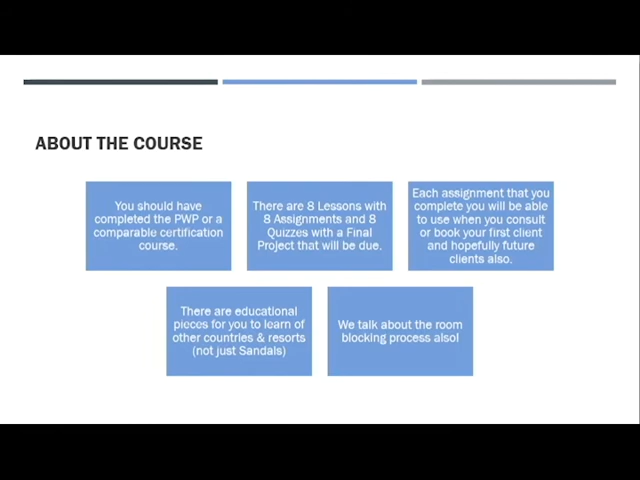 ABOUT THE COURSE
You should have
completed the PWP or a
comparable certification
course.
There are 8 Lessons with
8 Assignments and 8
Quizzes with a Final
Project that will be due.
Each assignment that you
complete you will be able
to use when you consult
or book your first client
and hopefully future
clients also.
There are educational
pieces for you to learn of
other countries & resorts
(not just Sandals)
We talk about the room
blocking process also!